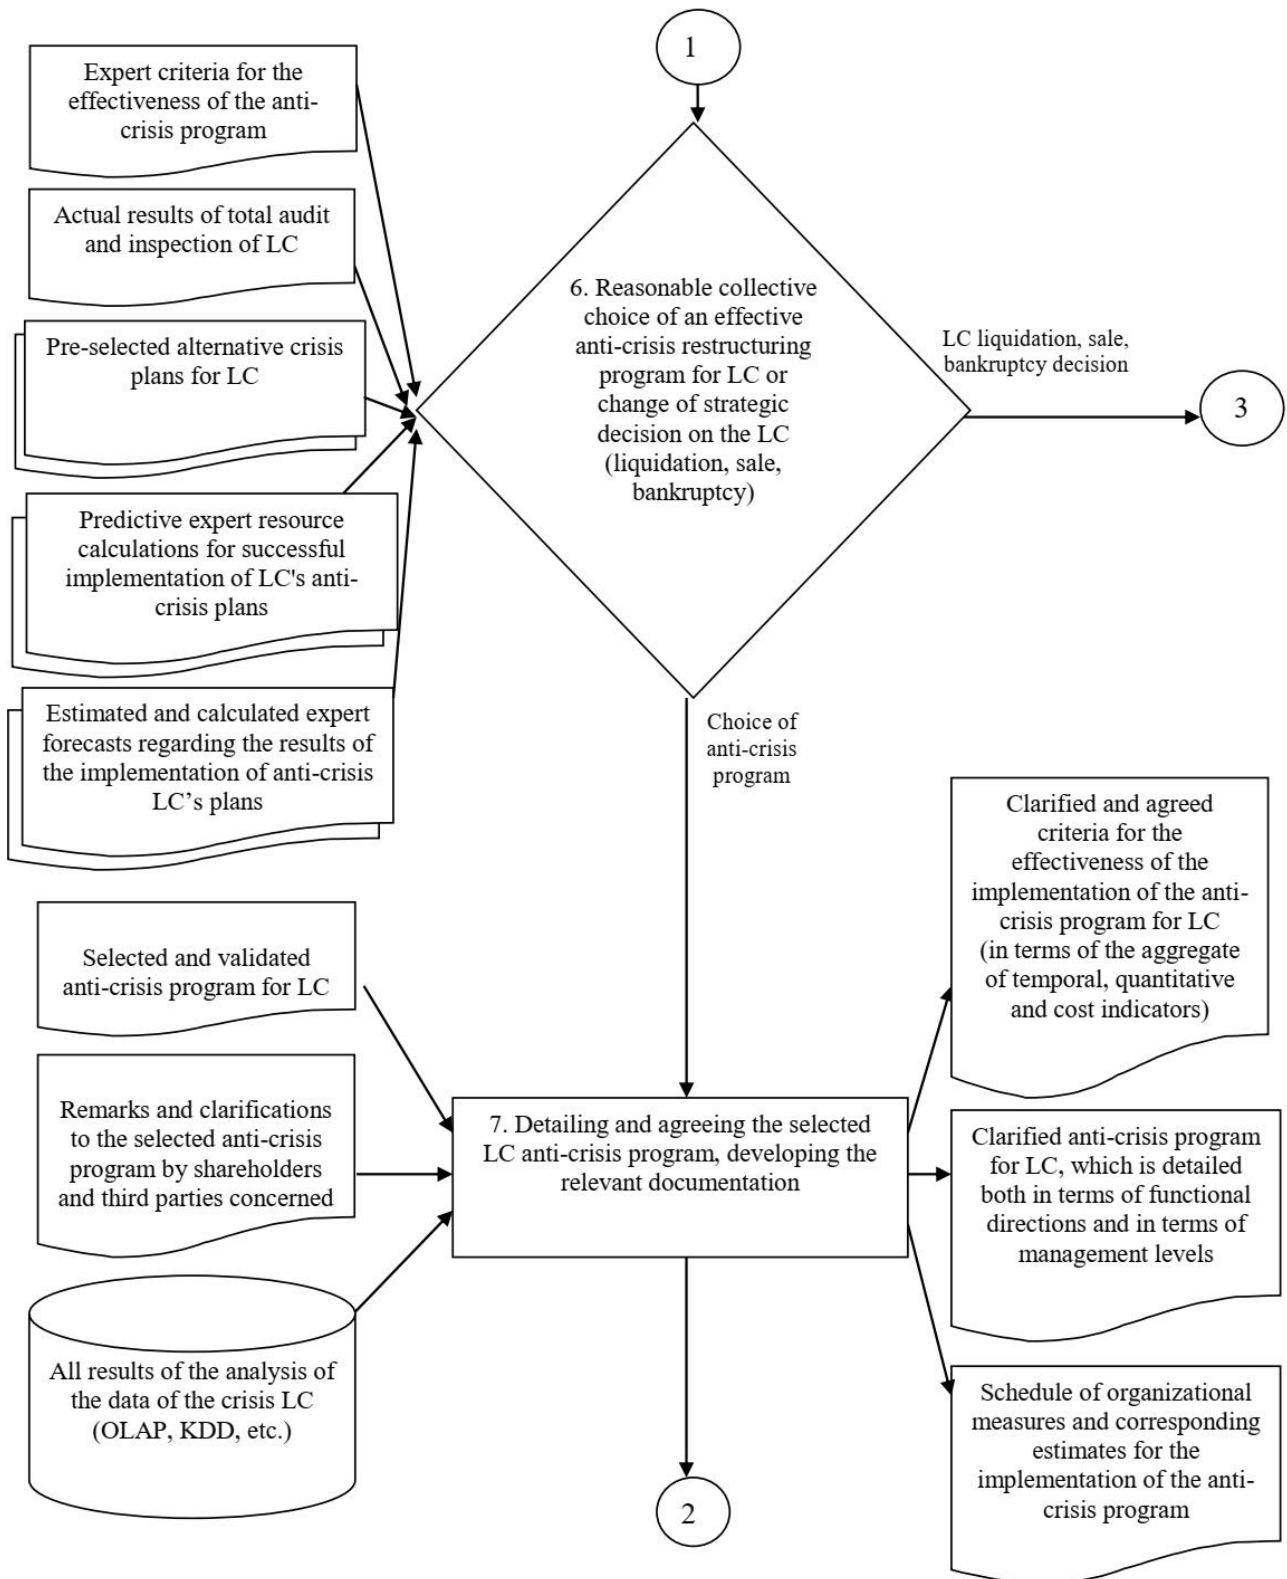 1
Expert criteria for the
effectiveness of the anti-
crisis program
Actual results of total audit
and inspection of LC
Pre-selected alternative crisis
plans for LC
Predictive expert resource
calculations for successful
implementation of LC's anti-
crisis plans
Estimated and calculated expert
forecasts regarding the results of
the implementation of anti-crisis
LC’s plans
6. Reasonable collective
choice of an effective
anti-crisis restructuring
program for LC or
change of strategic
decision on the LC
(liquidation, sale,
bankruptcy)
LC liquidation, sale,
bankruptcy decision
3
Choice of
anti-crisis
program
Selected and validated
anti-crisis program for LC
Remarks and clarifications
to the selected anti-crisis
program by shareholders
and third parties concerned
All results of the analysis of
the data of the crisis LC
(OLAP, KDD, etc.)
7. Detailing and agreeing the selected
LC anti-crisis program, developing the
relevant documentation
Clarified and agreed
criteria for the
effectiveness of the
implementation of the anti-
crisis program for LC
(in terms of the aggregate
of temporal, quantitative
and cost indicators)
Clarified anti-crisis program
for LC, which is detailed
both in terms of functional
directions and in terms of
management levels
Schedule of organizational
measures and corresponding
estimates for the
implementation of the anti-
crisis program
2